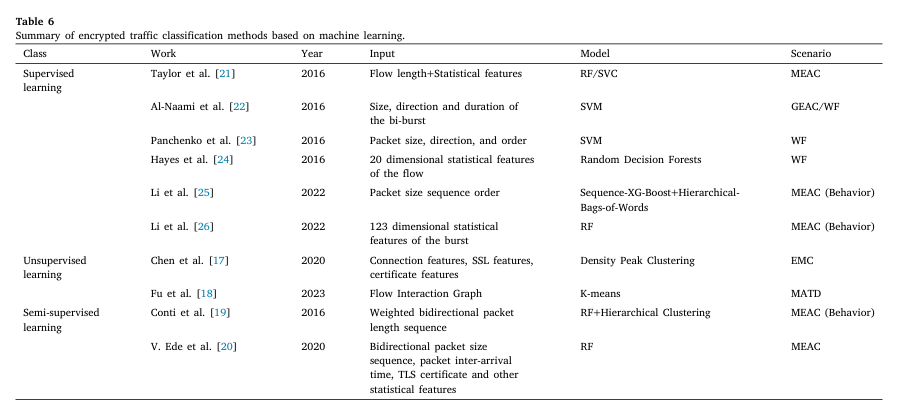 Table 6
Summary of encrypted traffic classification methods based on machine learning.
Class Work Year Input Model Scenario
Supervised learning Taylor et al. [21] 2016 Flow length+Statistical features RF/SVC MEAC
Al-Naami et al. [22] 2016 Size, direction and duration of the bi-burst SVM GEAC/WF
Panchenko et al. [23] 2016 Packet size, direction, and order SVM WF
Hayes et al. [24] 2016 20 dimensional statistical features of the flow Random Decision Forests WF
Li et al. [25] 2022 Packet size sequence order Sequence-XG-Boost+Hierarchical-Bags-of-Words MEAC (Behavior)
Li et al. [26] 2022 123 dimensional statistical features of the burst RF MEAC (Behavior)
Unsupervised learning Chen et al. [17] 2020 Connection features, SSL features, certificate features Density Peak Clustering EMC
Fu et al. [18] 2023 Flow Interaction Graph K-means MATD
Semi-supervised learning Conti et al. [19] 2016 Weighted bidirectional packet length sequence RF+Hierarchical Clustering MEAC (Behavior)
V. Ede et al. [20] 2020 Bidirectional packet size sequence, packet inter-arrival time, TLS certificate and other statistical features RF MEAC